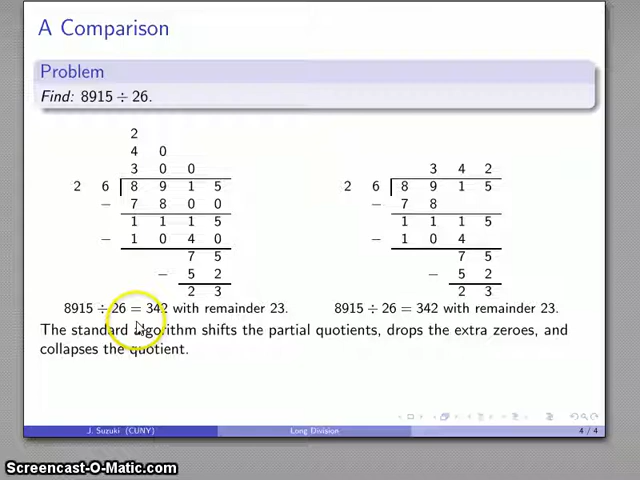 A Comparison
Problem
Find: 8915 ÷ 26.
2
4 0
3 0 0
2 6 8 9 1 5
− 7 8 0 0
1 1 1 5
− 1 0 4 0
7 5
− 5 2
2 3
8915 ÷ 26 = 342 with remainder 23.
3 4 2
2 6 8 9 1 5
− 7 8
1 1 1 5
− 1 0 4
7 5
− 5 2
2 3
8915 ÷ 26 = 342 with remainder 23.
The standard algorithm shifts the partial quotients, drops the extra zeroes, and
collapses the quotient.
J. Suzuki (CUNY)
Long Division
4 / 4
Screencast-O-Matic.com